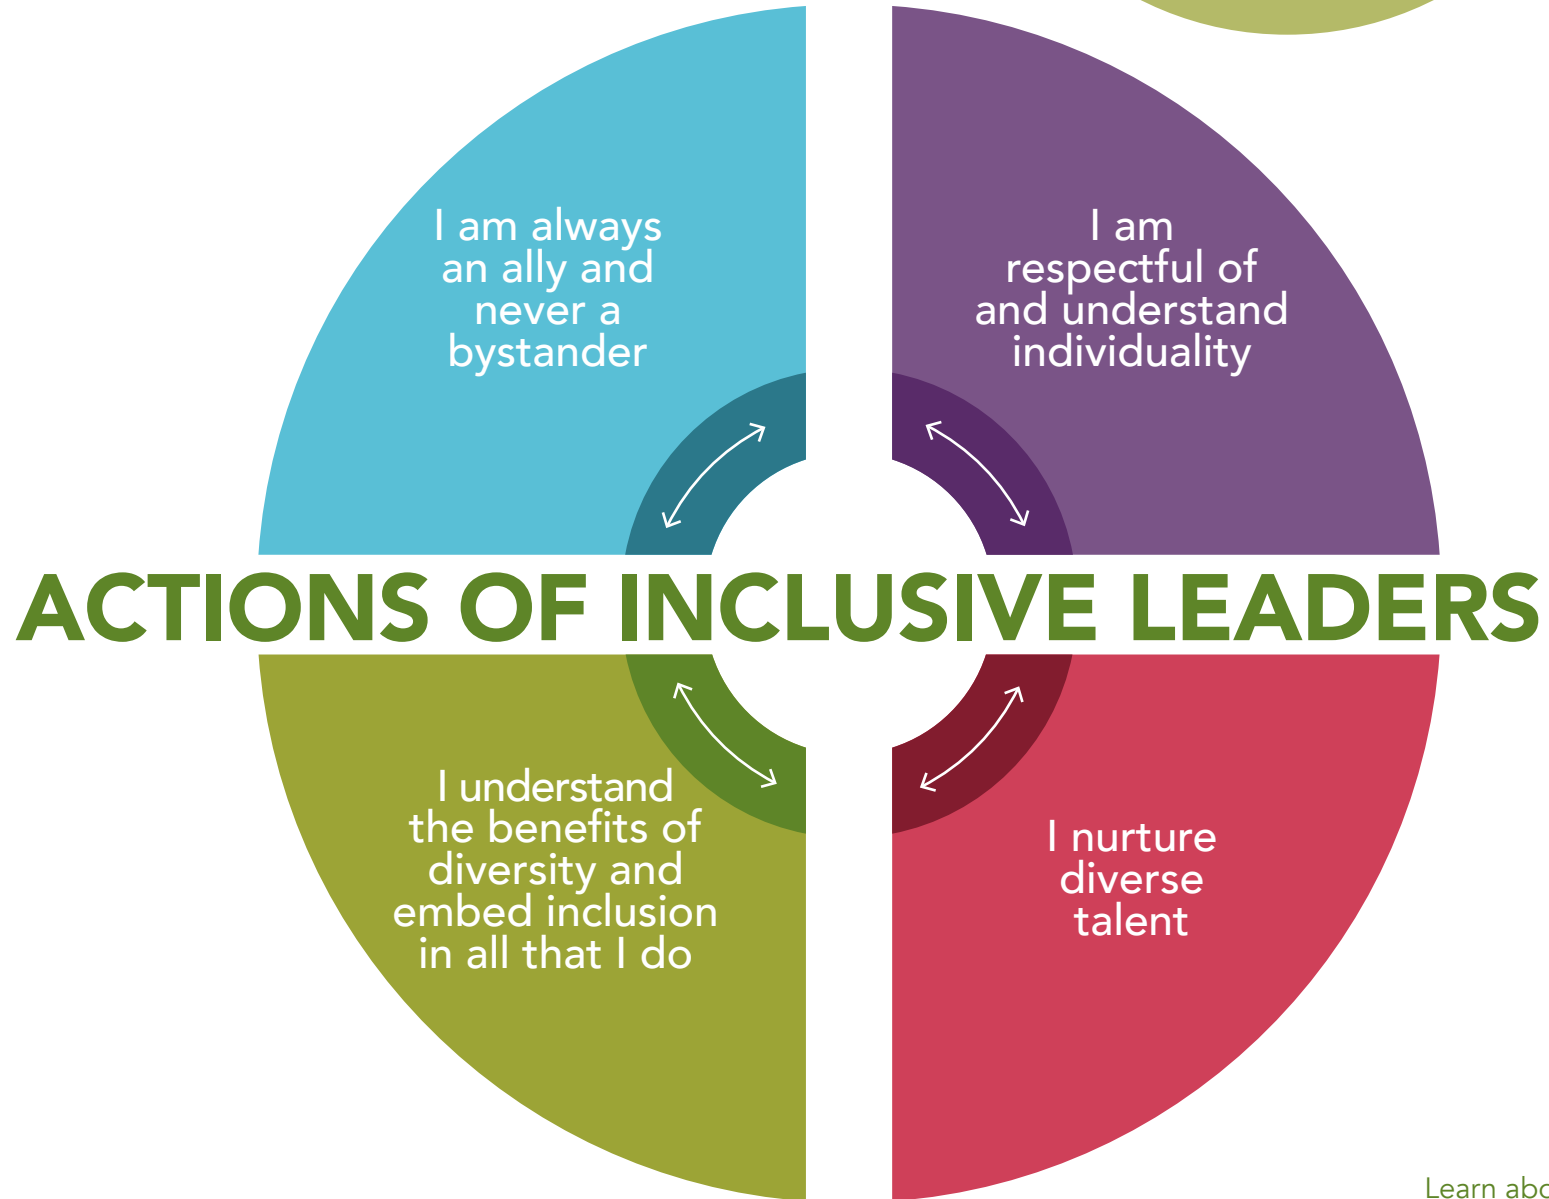 I am always
an ally and
never a
bystander
I am
respectful of
and understand
individuality
ACTIONS OF INCLUSIVE LEADERS
I understand
the benefits of
diversity and
embed inclusion
in all that I do
I nurture
diverse
talent
Learn